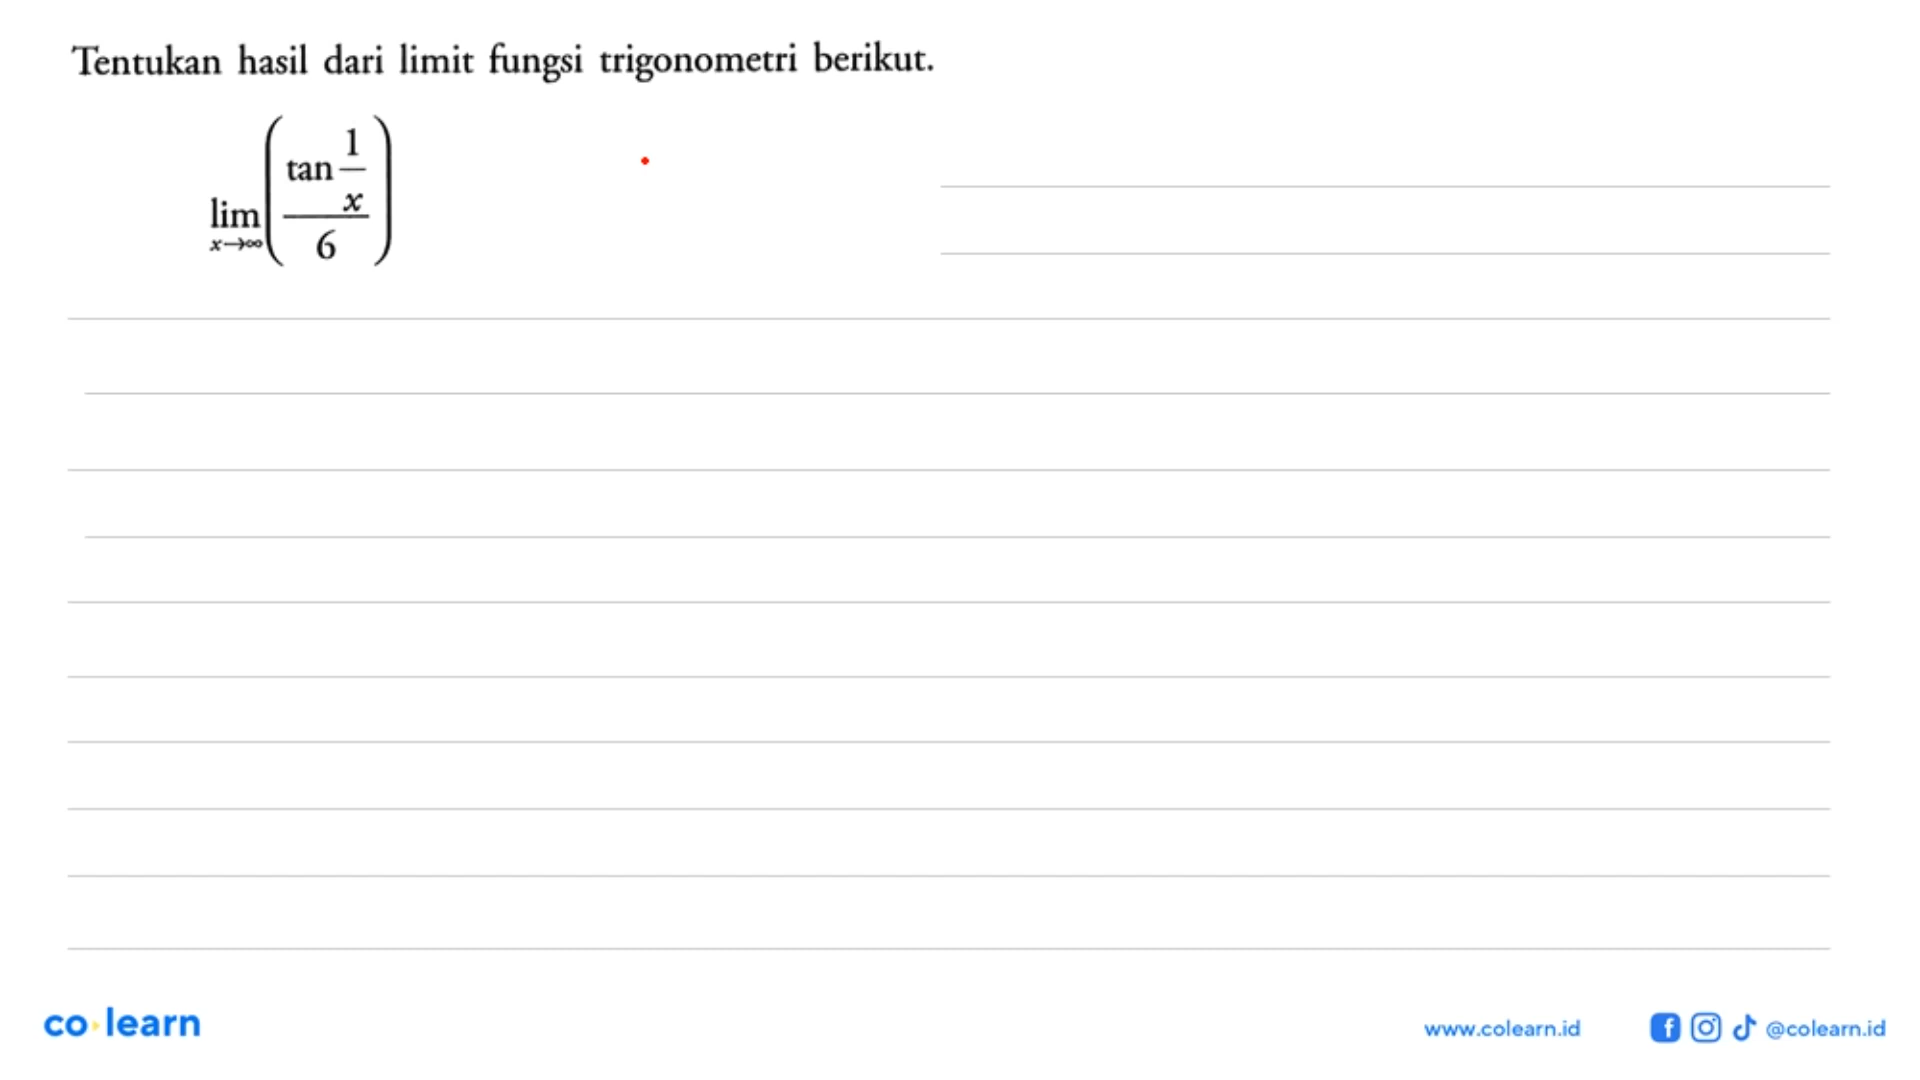 Tentukan hasil dari limit fungsi trigonometri berikut.
lim x→∞ (tan 1/x / 6)
co learn
www.colearn.id
@colearn.id